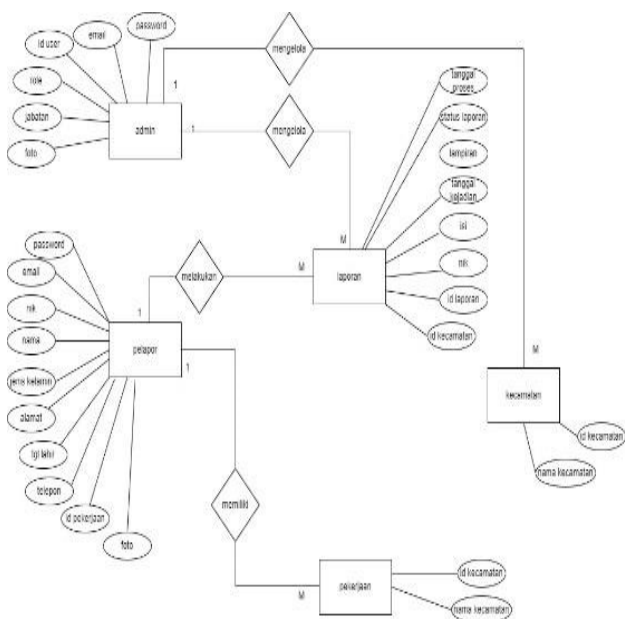 password
email
id user
role
jabatan
foto
admin
1
1
mengelola
mengelola
tanggal
proses
status laporan
lampiran
tanggal
kejadian
isi
nik
id laporan
id kecamatan
M
M
laporan
melakukan
1
password
email
nik
nama
jenis kelamin
alamat
tgl lahir
telepon
id pekerjaan
foto
pelapor
1
M
kecamatan
id kecamatan
nama kecamatan
memiliki
M
pekerjaan
id kecamatan
nama kecamatan